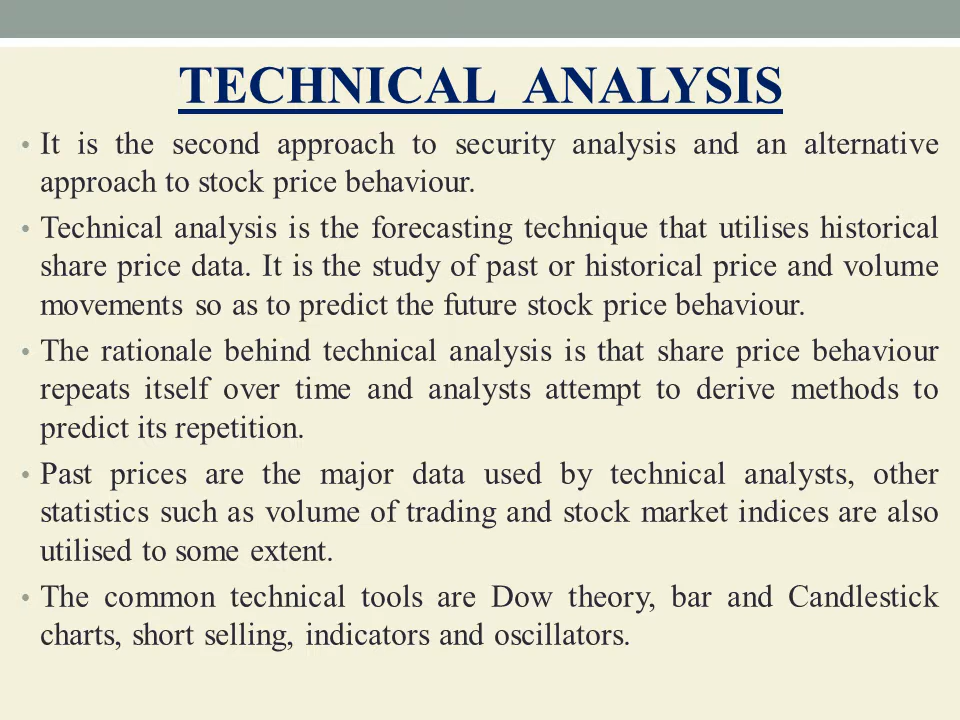 TECHNICAL ANALYSIS
• It is the second approach to security analysis and an alternative
approach to stock price behaviour.
• Technical analysis is the forecasting technique that utilises historical
share price data. It is the study of past or historical price and volume
movements so as to predict the future stock price behaviour.
• The rationale behind technical analysis is that share price behaviour
repeats itself over time and analysts attempt to derive methods to
predict its repetition.
• Past prices are the major data used by technical analysts, other
statistics such as volume of trading and stock market indices are also
utilised to some extent.
• The common technical tools are Dow theory, bar and Candlestick
charts, short selling, indicators and oscillators.